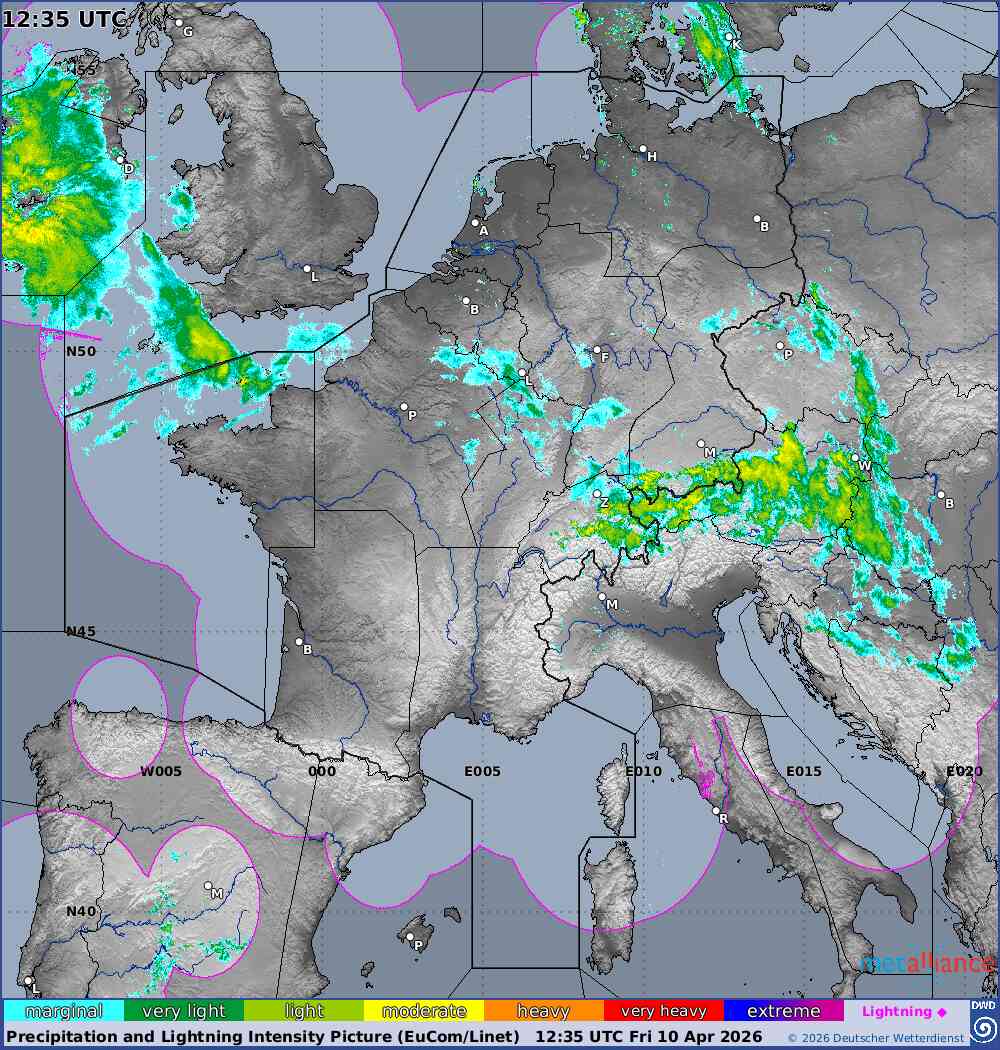 12:35 UTC
G
K
N55
D
H
A
B
L
B
N50
F
P
L
P
M
W
Z
B
M
N45
B
W005
000
E005
E010
E015
E020
R
M
N40
P
L
metalliance
marginal very light light moderate heavy very heavy extreme Lightning ◆
DWD
Precipitation and Lightning Intensity Picture (EuCom/Linet) 12:35 UTC Fri 10 Apr 2026 © 2026 Deutscher Wetterdienst